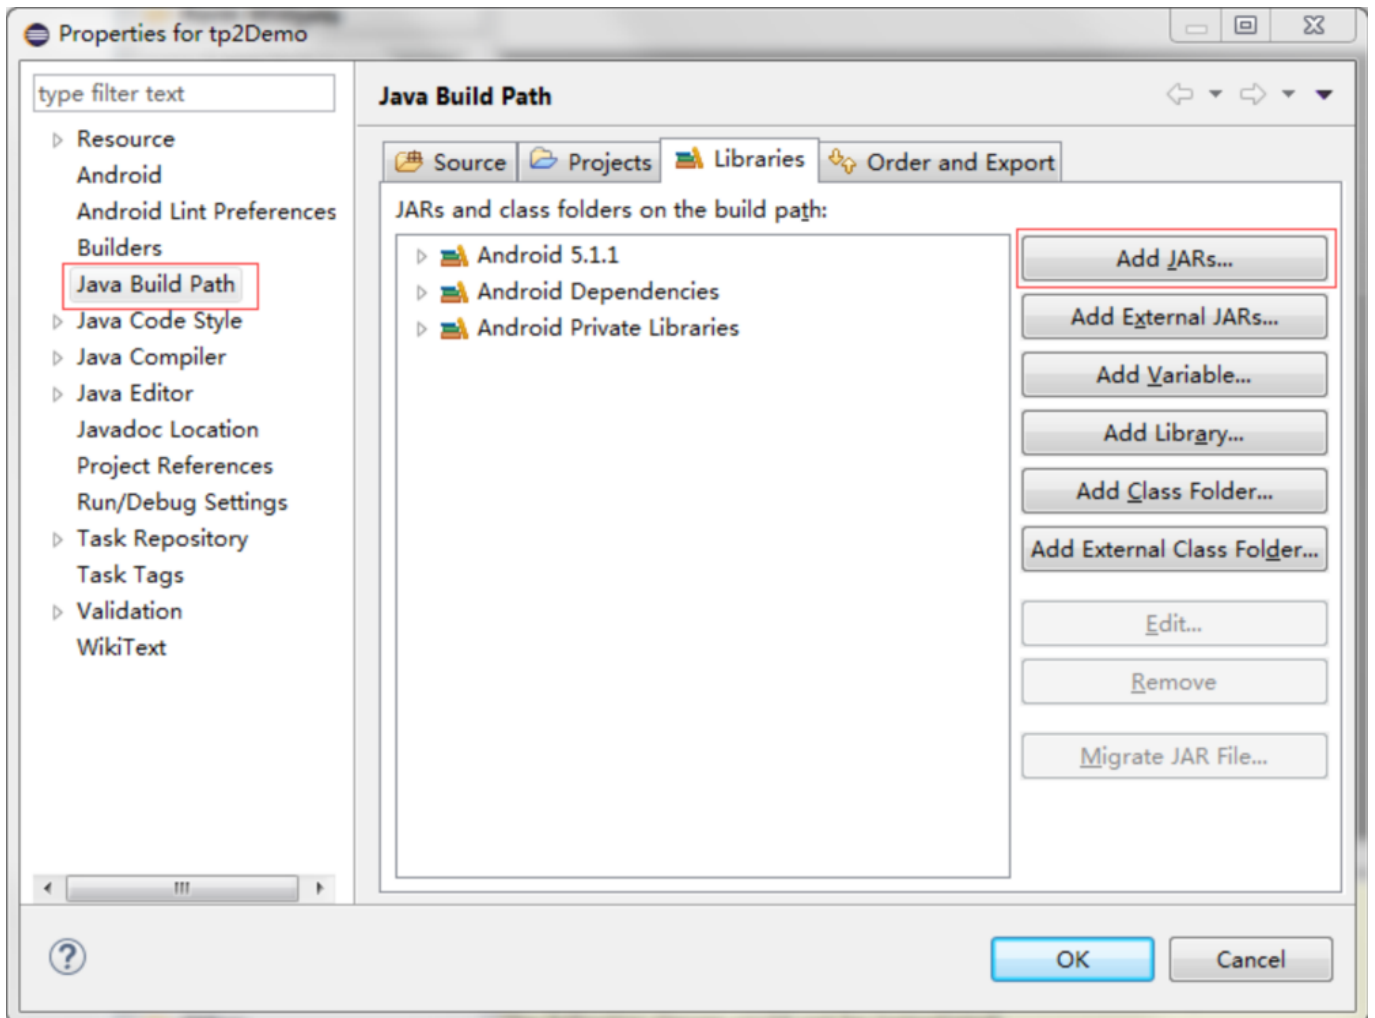 Properties for tp2Demo
type filter text
Resource
Android
Android Lint Preferences
Builders
Java Build Path
Java Code Style
Java Compiler
Java Editor
Javadoc Location
Project References
Run/Debug Settings
Task Repository
Task Tags
Validation
WikiText
Java Build Path
Source Projects Libraries Order and Export
JARs and class folders on the build path:
Android 5.1.1
Android Dependencies
Android Private Libraries
Add JARs...
Add External JARs...
Add Variable...
Add Library...
Add Class Folder...
Add External Class Folder...
Edit...
Remove
Migrate JAR File...
OK Cancel